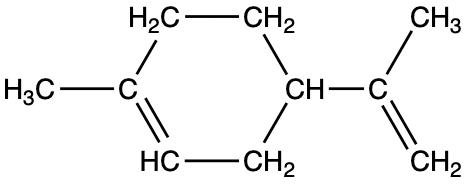 H₂C CH₂ CH₃
H₃C C CH C
HC CH₂ CH₂